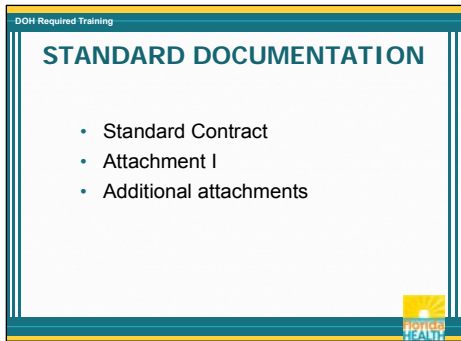 DOH Required Training
STANDARD DOCUMENTATION
• Standard Contract
• Attachment I
• Additional attachments
Florida
HEALTH